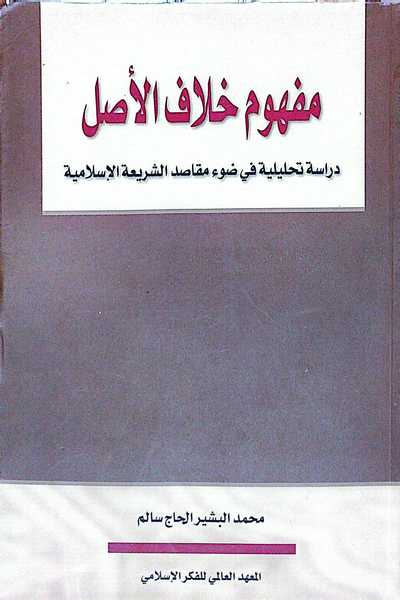 مفهوم خلاف الأصل
دراسة تحليلية في ضوء مقاصد الشريعة الإسلامية
محمد البشير الحاج سالم
المعهد العالمي للفكر الإسلامي